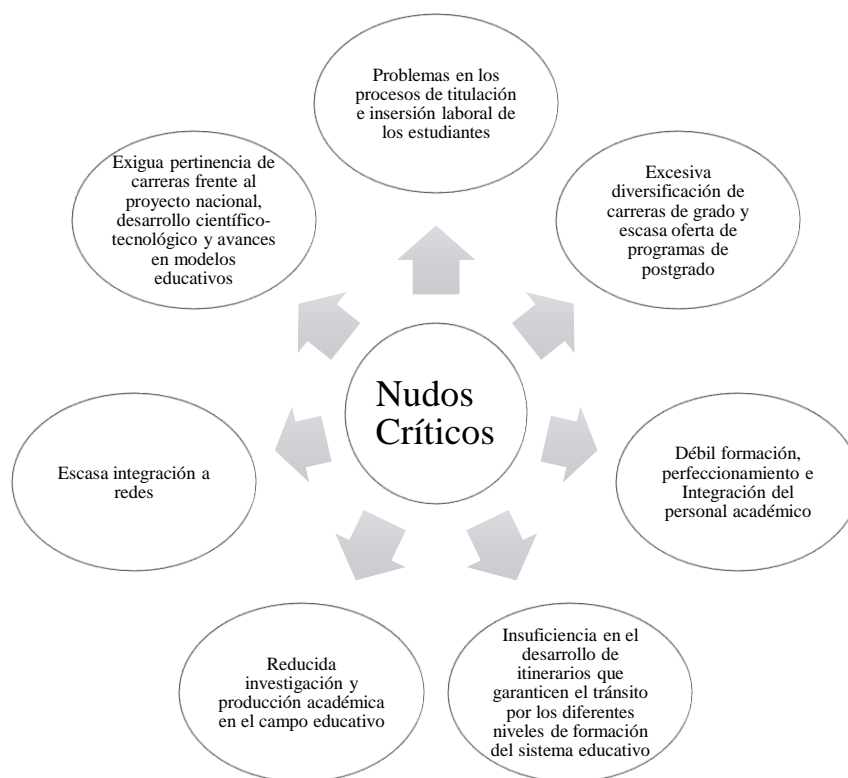 Problemas en los
procesos de titulación
e inserción laboral de
los estudiantes
Excesiva
diversificación de
carreras de grado y
escasa oferta de
programas de
postgrado
Débil formación,
perfeccionamiento e
Integración del
personal académico
Insuficiencia en el
desarrollo de
itinerarios que
garanticen el tránsito
por los diferentes
niveles de formación
del sistema educativo
Reducida
investigación y
producción académica
en el campo educativo
Escasa integración a
redes
Exigua pertinencia de
carreras frente al
proyecto nacional,
desarrollo científico-
tecnológico y avances
en modelos
educativos
Nudos
Críticos